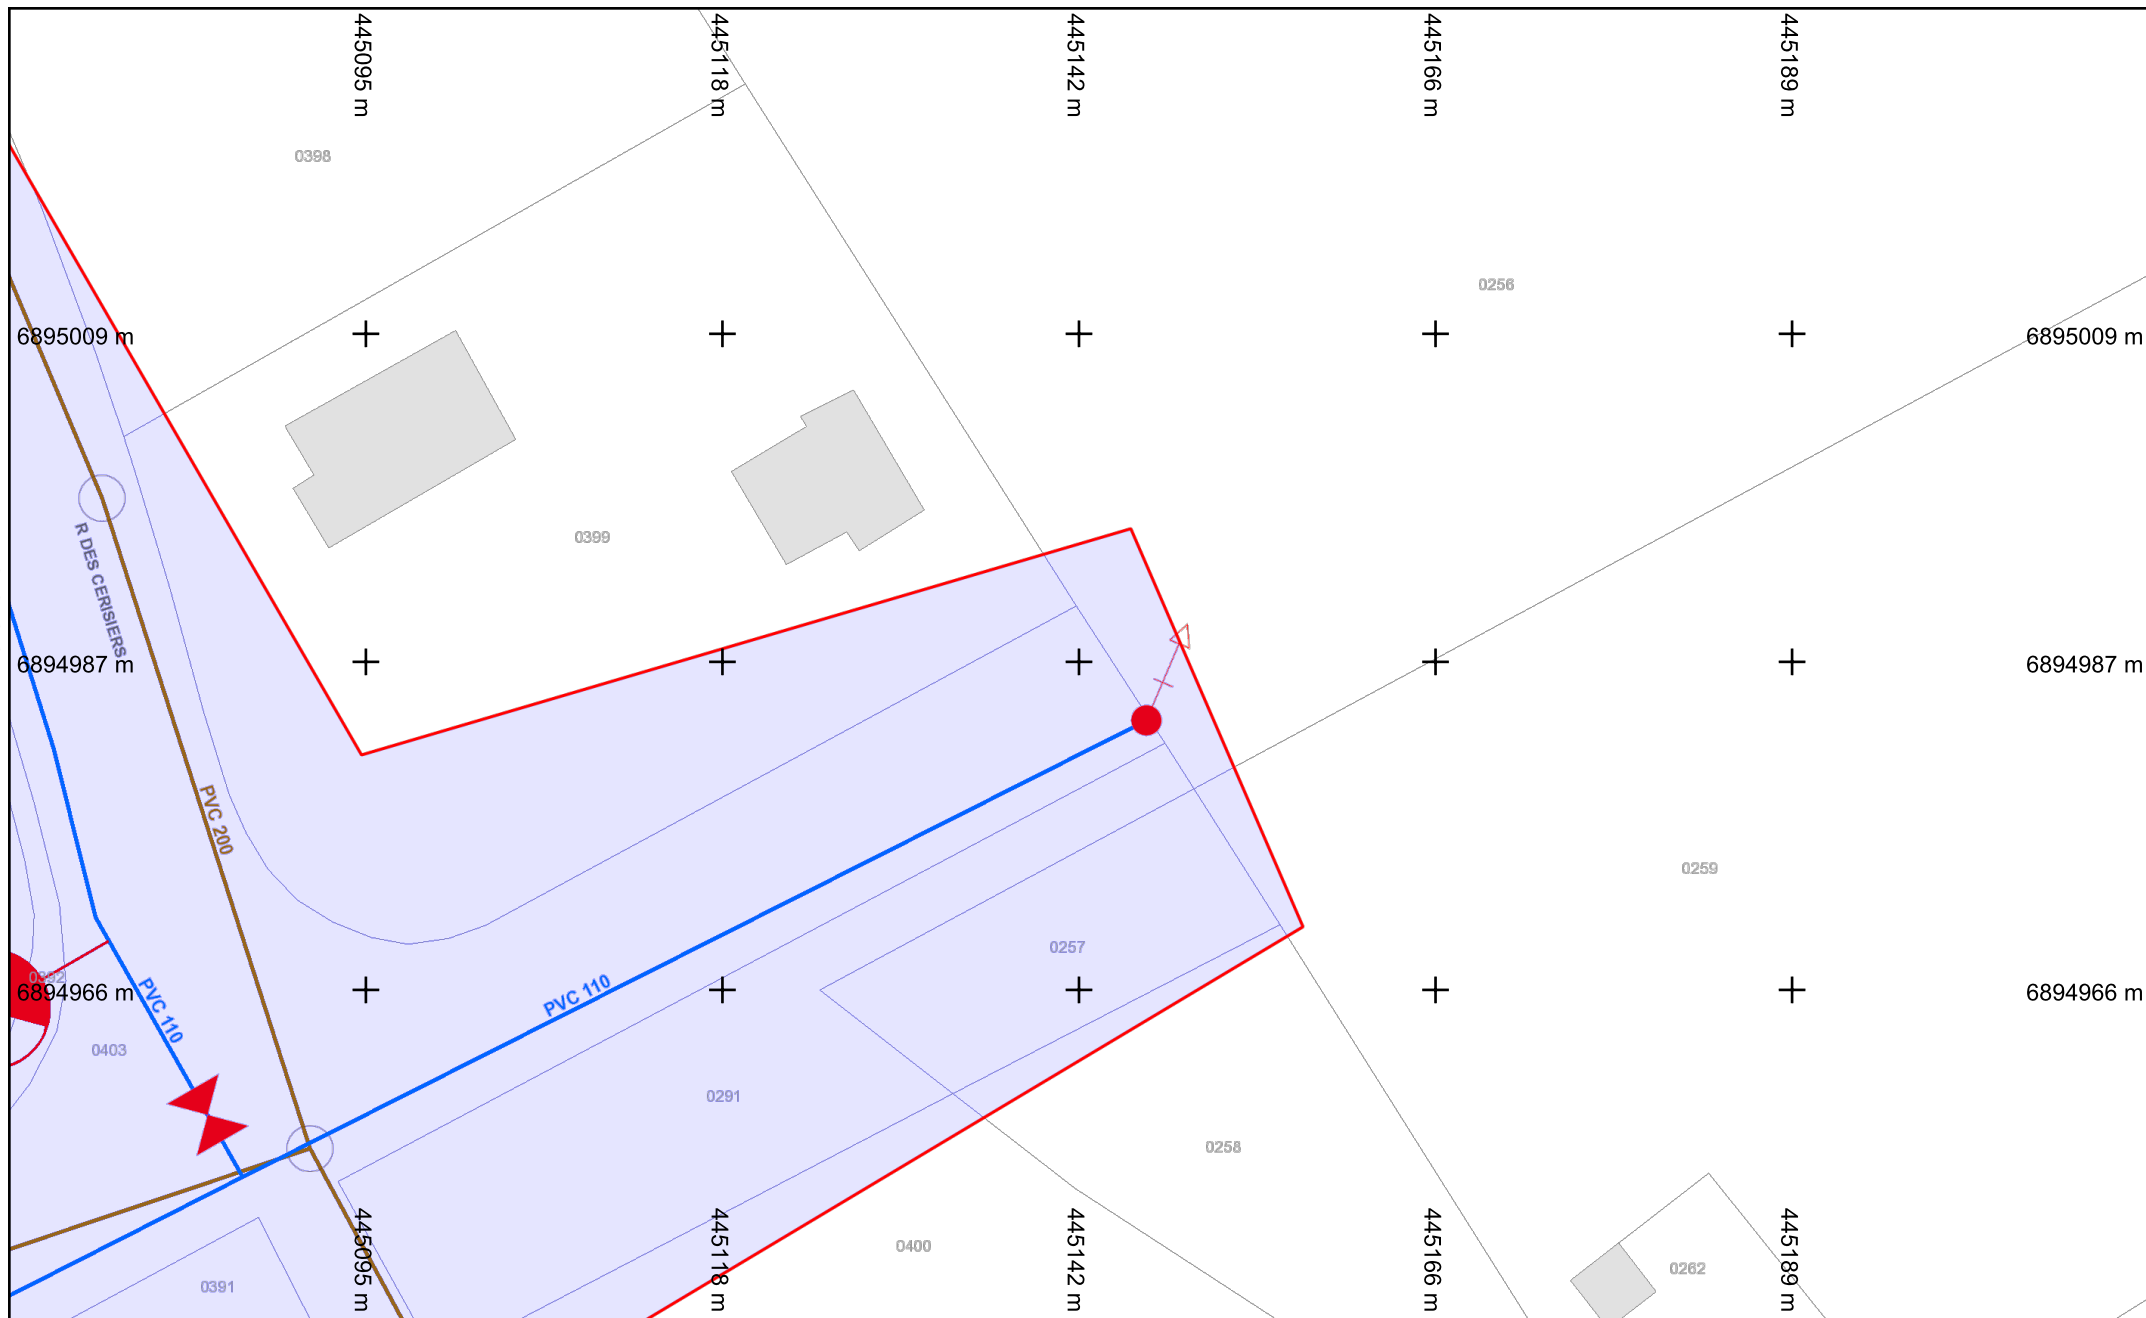 445095 m
445118 m
445142 m
445166 m
445189 m
0398
0256
6895009 m
6895009 m
0399
R DES CERISIERS
6894987 m
6894987 m
PVC 200
0259
0257
0392
6894966 m
6894966 m
PVC 110
PVC 110
0403
0291
0258
0400
0262
0391
445095 m
445118 m
445142 m
445166 m
445189 m